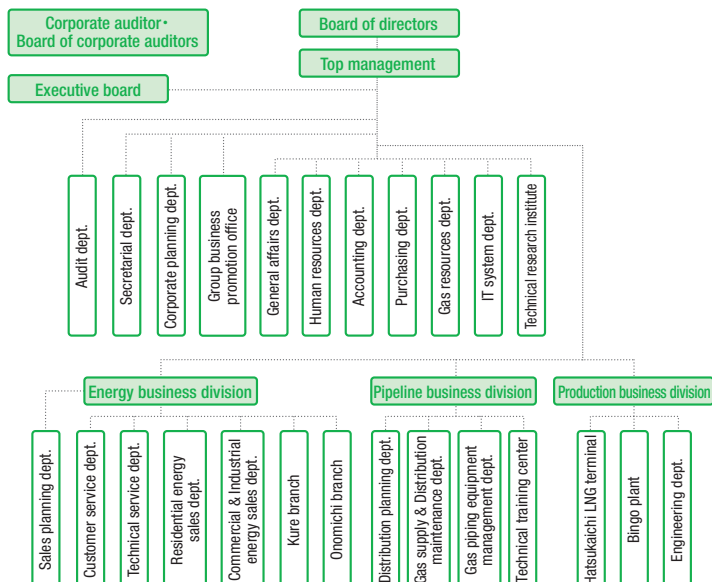 Corporate auditor・
Board of corporate auditors
Board of directors
Top management
Executive board
Audit dept.
Secretarial dept.
Corporate planning dept.
Group business
promotion office
General affairs dept.
Human resources dept.
Accounting dept.
Purchasing dept.
Gas resources dept.
IT system dept.
Technical research institute
Energy business division
Pipeline business division
Production business division
Sales planning dept.
Customer service dept.
Technical service dept.
Residential energy
sales dept.
Commercial & Industrial
energy sales dept.
Kure branch
Onomichi branch
Distribution planning dept.
Gas supply & Distribution
maintenance dept.
Gas piping equipment
management dept.
Technical training center
Hatsukaichi LNG terminal
Bingo plant
Engineering dept.